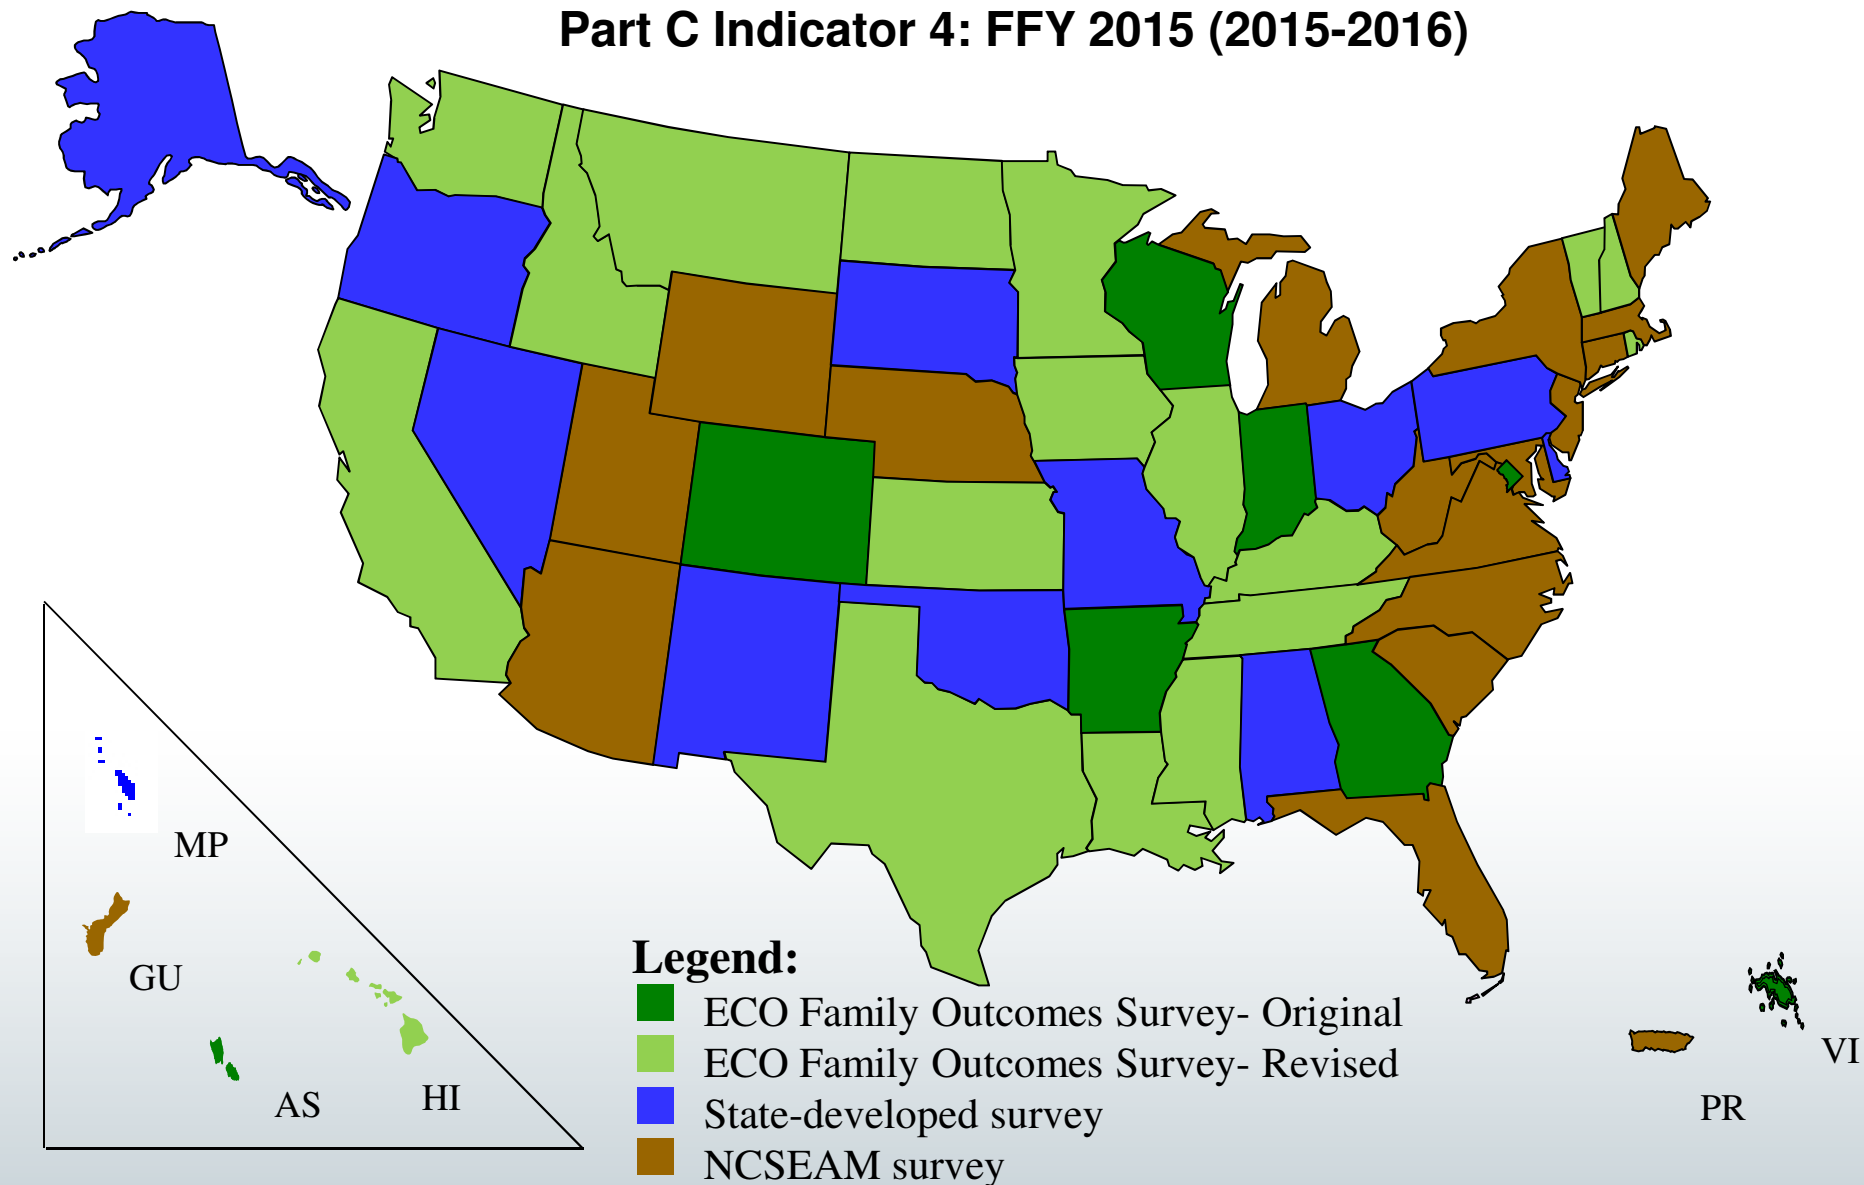 Part C Indicator 4: FFY 2015 (2015-2016)
MP
GU
AS
HI
Legend:
ECO Family Outcomes Survey- Original
ECO Family Outcomes Survey- Revised
State-developed survey
NCSEAM survey
VI
PR